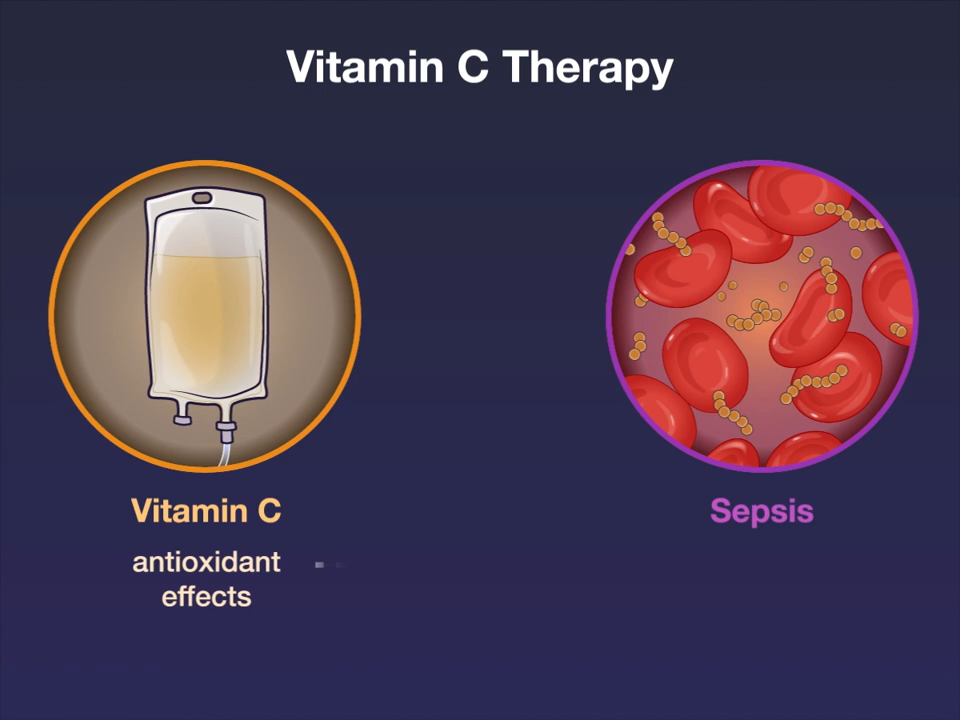 Vitamin C Therapy
Vitamin C
Sepsis
antioxidant
effects